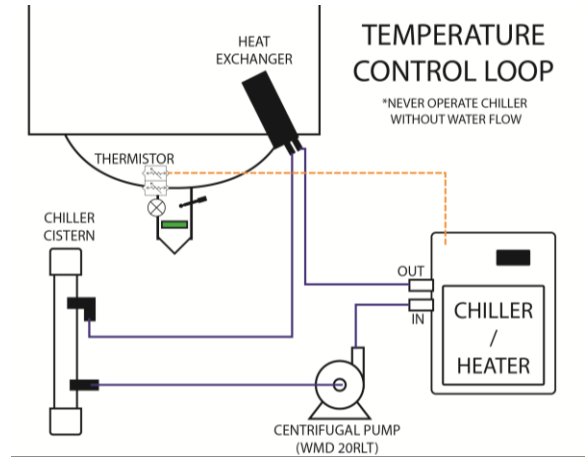 HEAT
EXCHANGER
TEMPERATURE
CONTROL LOOP
*NEVER OPERATE CHILLER
WITHOUT WATER FLOW
THERMISTOR
CHILLER
CISTERN
OUT
IN
CHILLER
/
HEATER
CENTRIFUGAL PUMP
(WMD 20RLT)